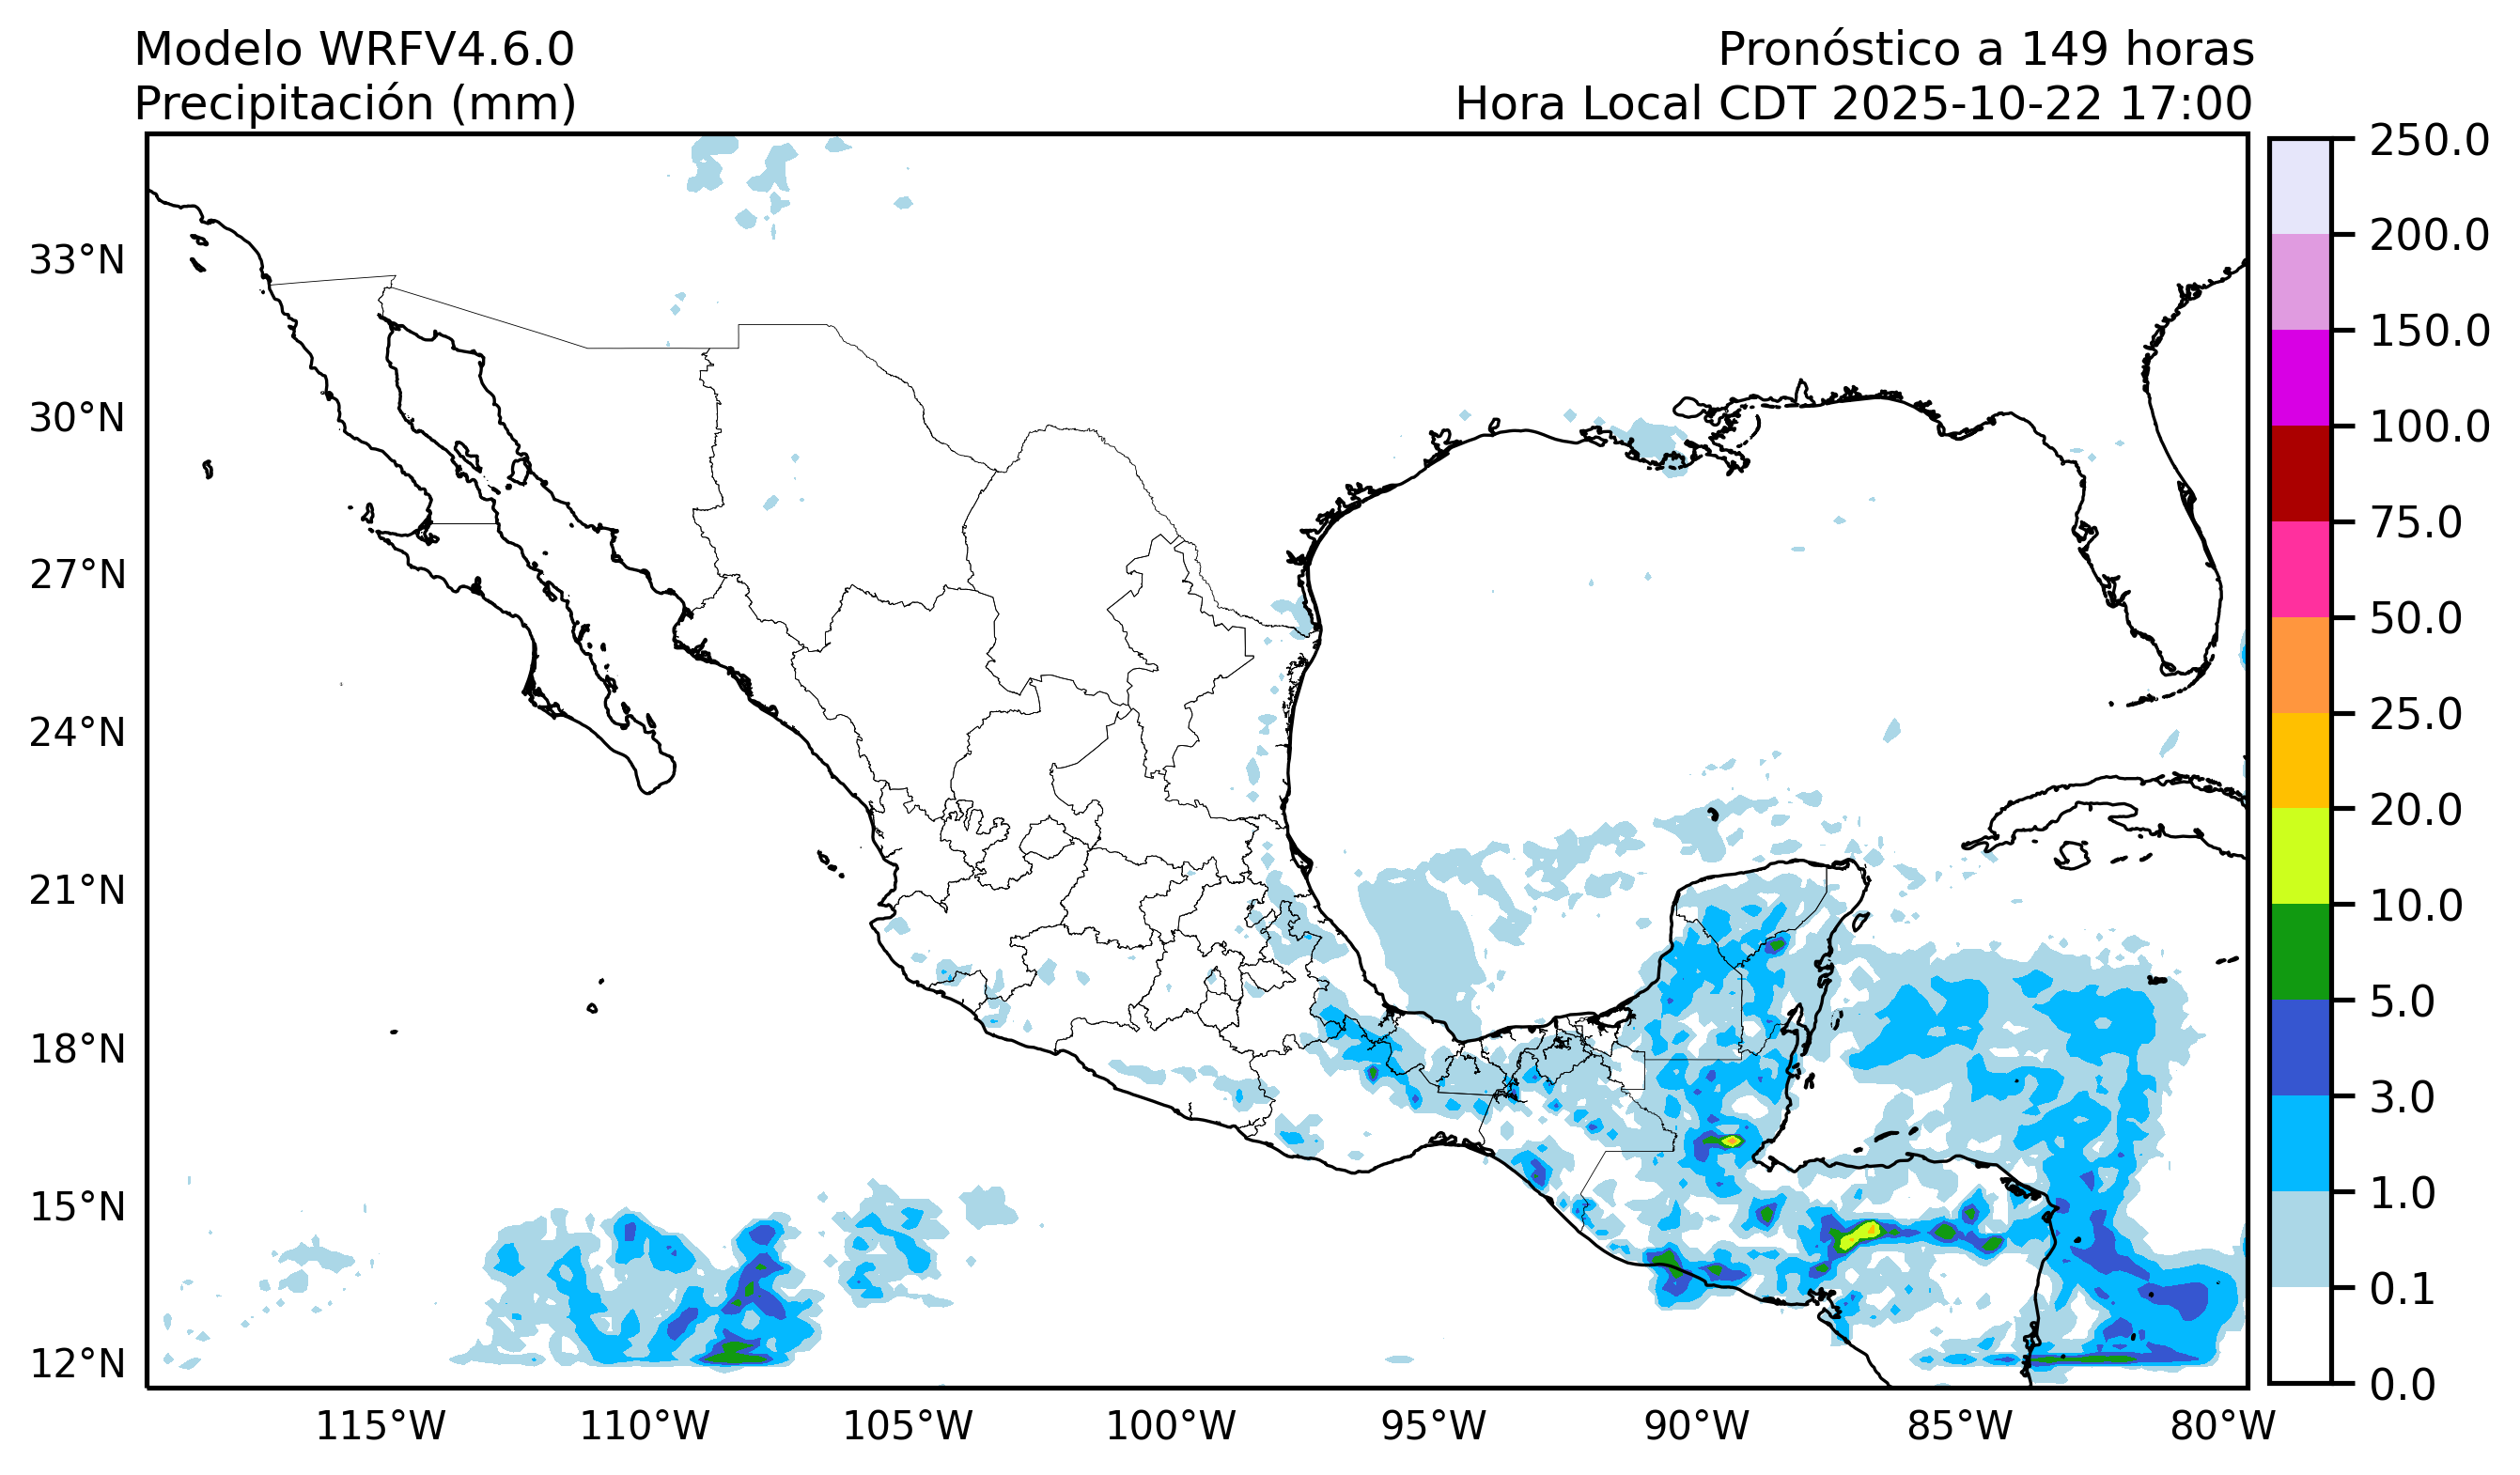 Modelo WRFV4.6.0
Precipitación (mm)
Pronóstico a 149 horas
Hora Local CDT 2025-10-22 17:00
33°N
30°N
27°N
24°N
21°N
18°N
15°N
12°N
115°W
110°W
105°W
100°W
95°W
90°W
85°W
80°W
250.0
200.0
150.0
100.0
75.0
50.0
25.0
20.0
10.0
5.0
3.0
1.0
0.1
0.0